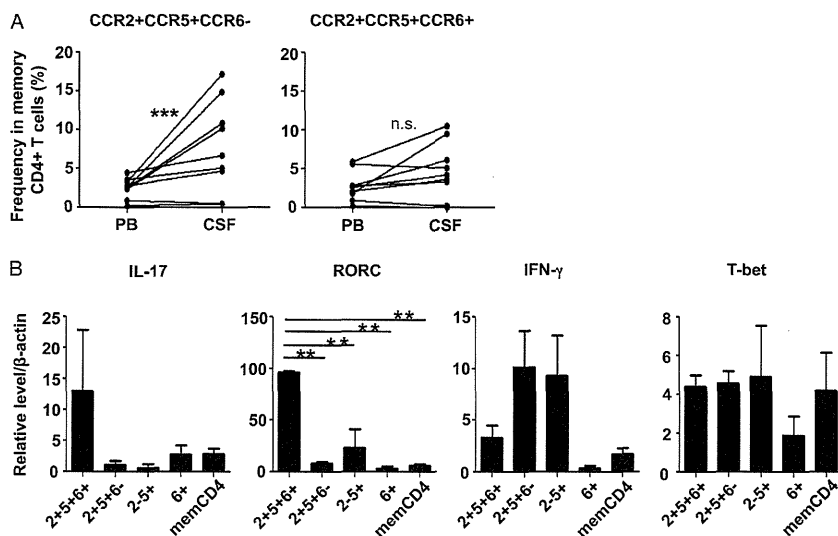 A
CCR2+CCR5+CCR6-
CCR2+CCR5+CCR6+
Frequency in memory
CD4+ T cells (%)
20
15
10
5
0
***
PB
CSF
20
15
10
5
0
n.s.
PB
CSF
B
IL-17
RORC
IFN-γ
T-bet
Relative level/β-actin
25
20
15
10
5
0
2+5+6+
2+5+6-
2-5+
6+
memCD4
150
100
50
0
**
**
**
**
2+5+6+
2+5+6-
2-5+
6+
memCD4
15
10
5
0
2+5+6+
2+5+6-
2-5+
6+
memCD4
8
6
4
2
0
2+5+6+
2+5+6-
2-5+
6+
memCD4